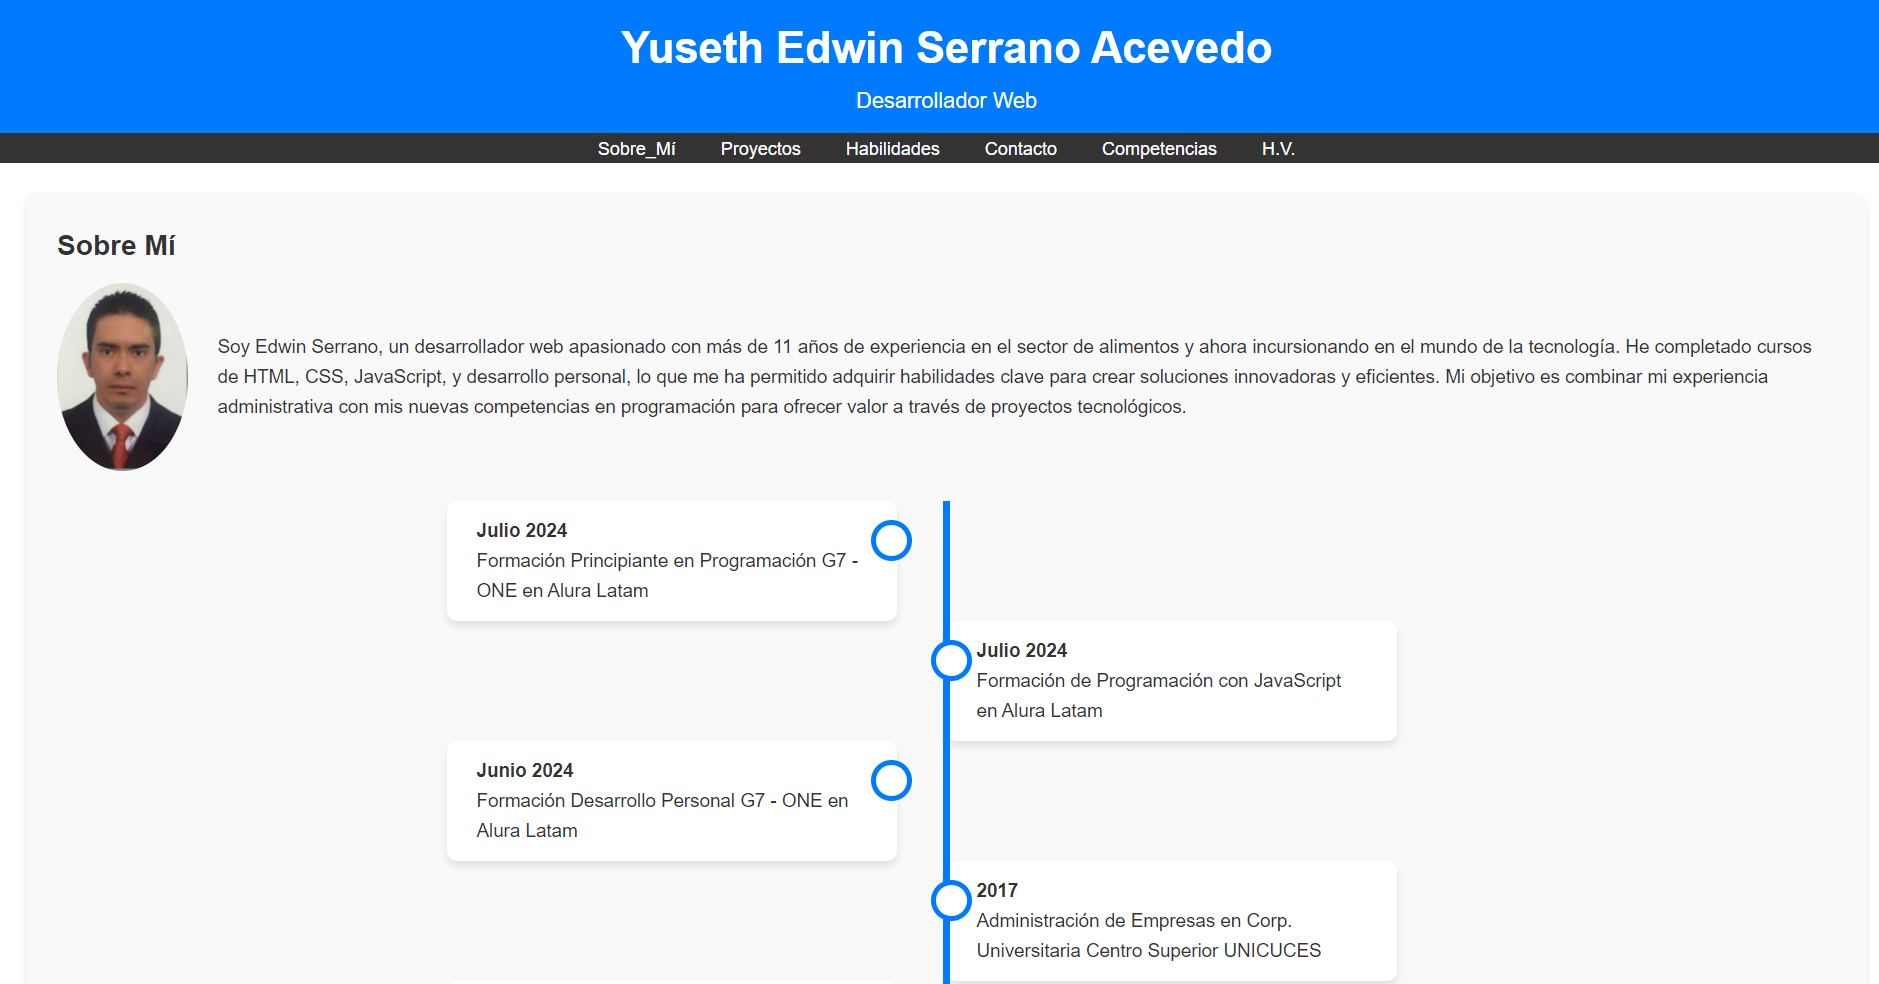 Yuseth Edwin Serrano Acevedo
Desarrollador Web
Sobre_Mí Proyectos Habilidades Contacto Competencias H.V.
Sobre Mí
Soy Edwin Serrano, un desarrollador web apasionado con más de 11 años de experiencia en el sector de alimentos y ahora incursionando en el mundo de la tecnología. He completado cursos
de HTML, CSS, JavaScript, y desarrollo personal, lo que me ha permitido adquirir habilidades clave para crear soluciones innovadoras y eficientes. Mi objetivo es combinar mi experiencia
administrativa con mis nuevas competencias en programación para ofrecer valor a través de proyectos tecnológicos.
Julio 2024
Formación Principiante en Programación G7 -
ONE en Alura Latam
Julio 2024
Formación de Programación con JavaScript
en Alura Latam
Junio 2024
Formación Desarrollo Personal G7 - ONE en
Alura Latam
2017
Administración de Empresas en Corp.
Universitaria Centro Superior UNICUCES